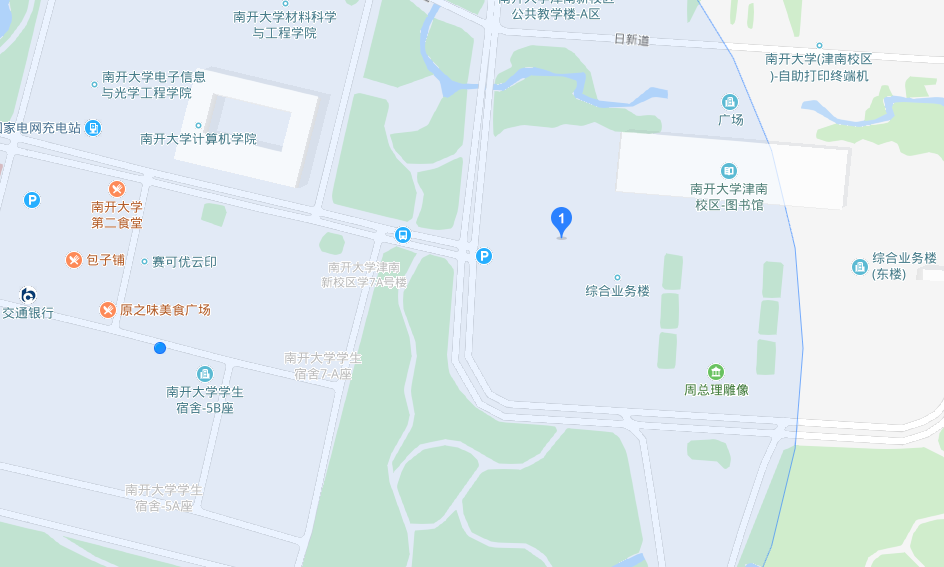 南开大学材料科学
与工程学院
公共教学楼-A区
日新道
南开大学(津南校区
)-自助打印终端机
南开大学电子信息
与光学工程学院
广场
国家电网充电站
南开大学计算机学院
南开大学津南
校区-图书馆
P
南开大学
第二食堂
1
P
包子铺
赛可优云印
南开大学津南
新校区学7A号楼
综合业务楼
(东楼)
综合业务楼
交通银行
原之味美食广场
南开大学学生
宿舍7-A座
周总理雕像
南开大学学生
宿舍-5B座
南开大学学生
宿舍-5A座